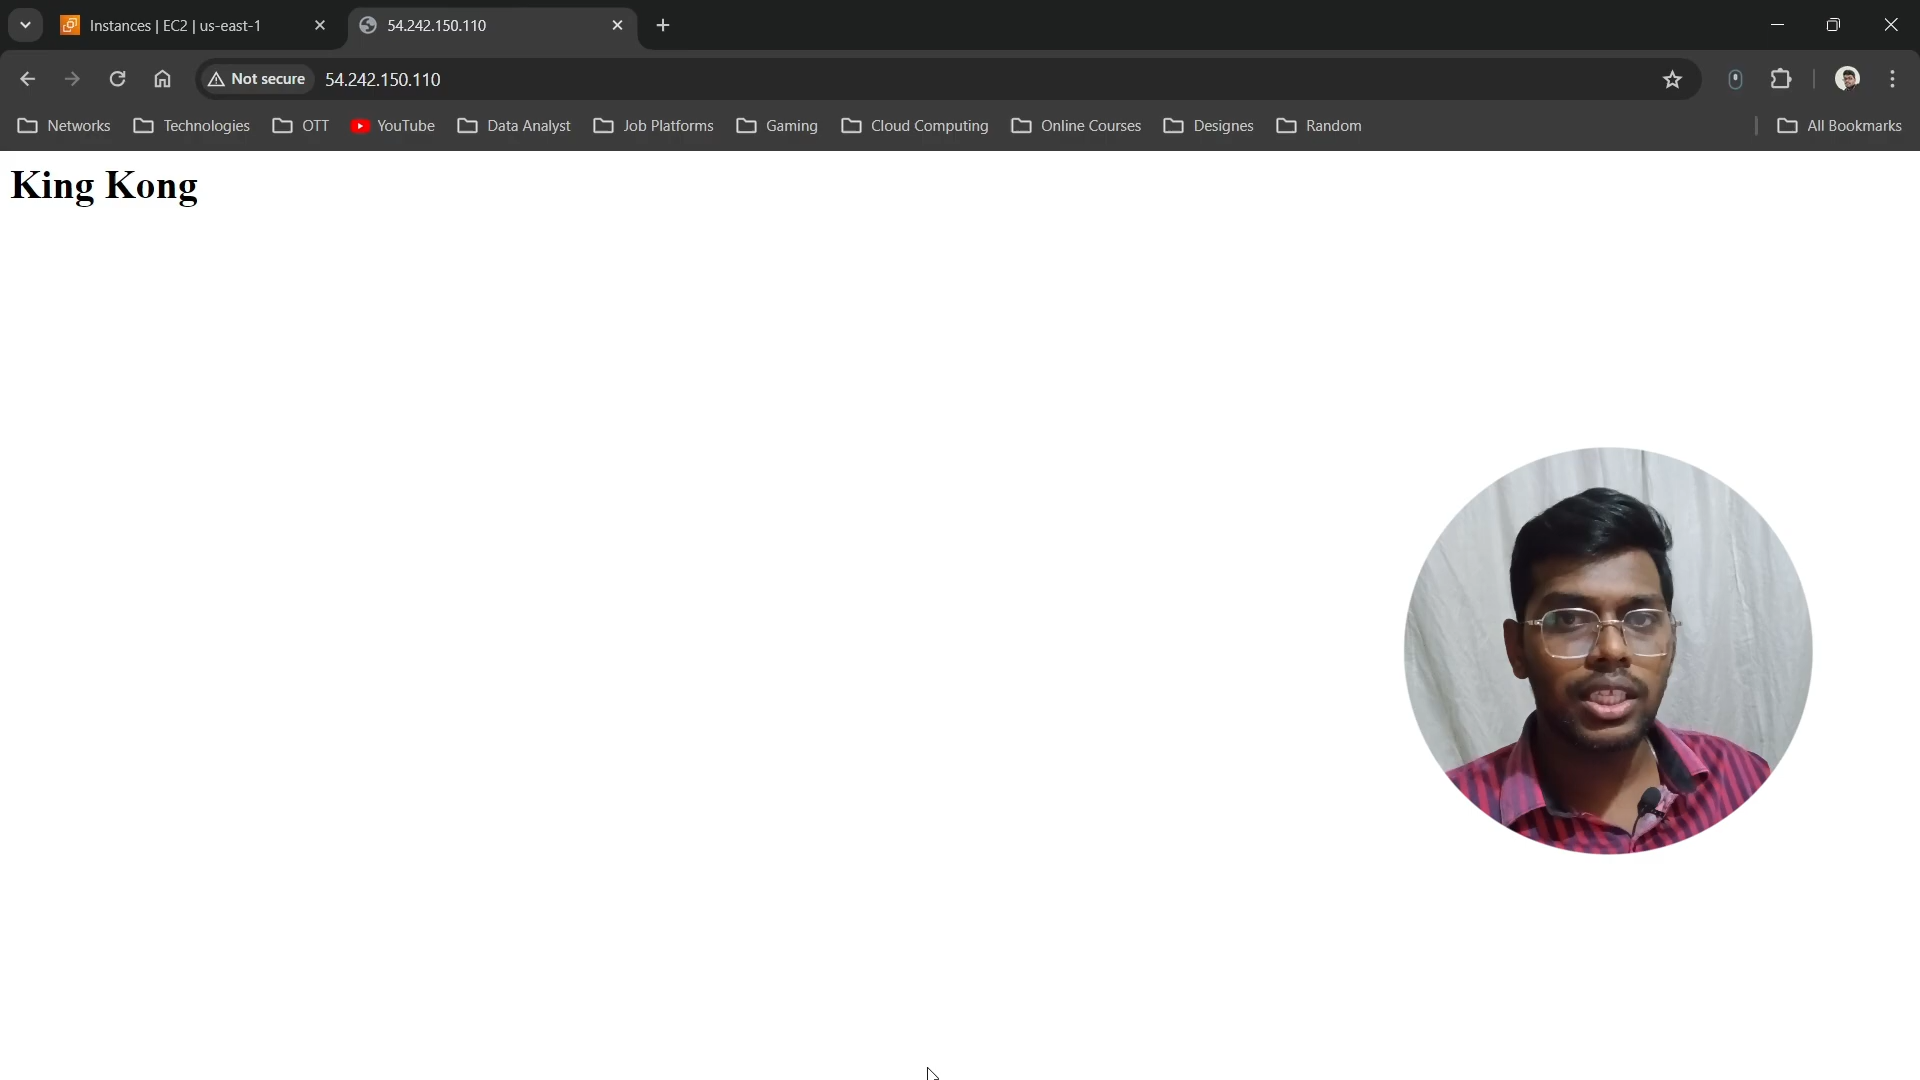 Instances | EC2 | us-east-1
54.242.150.110
Not secure 54.242.150.110
Networks Technologies OTT YouTube Data Analyst Job Platforms Gaming Cloud Computing Online Courses Designes Random All Bookmarks
King Kong